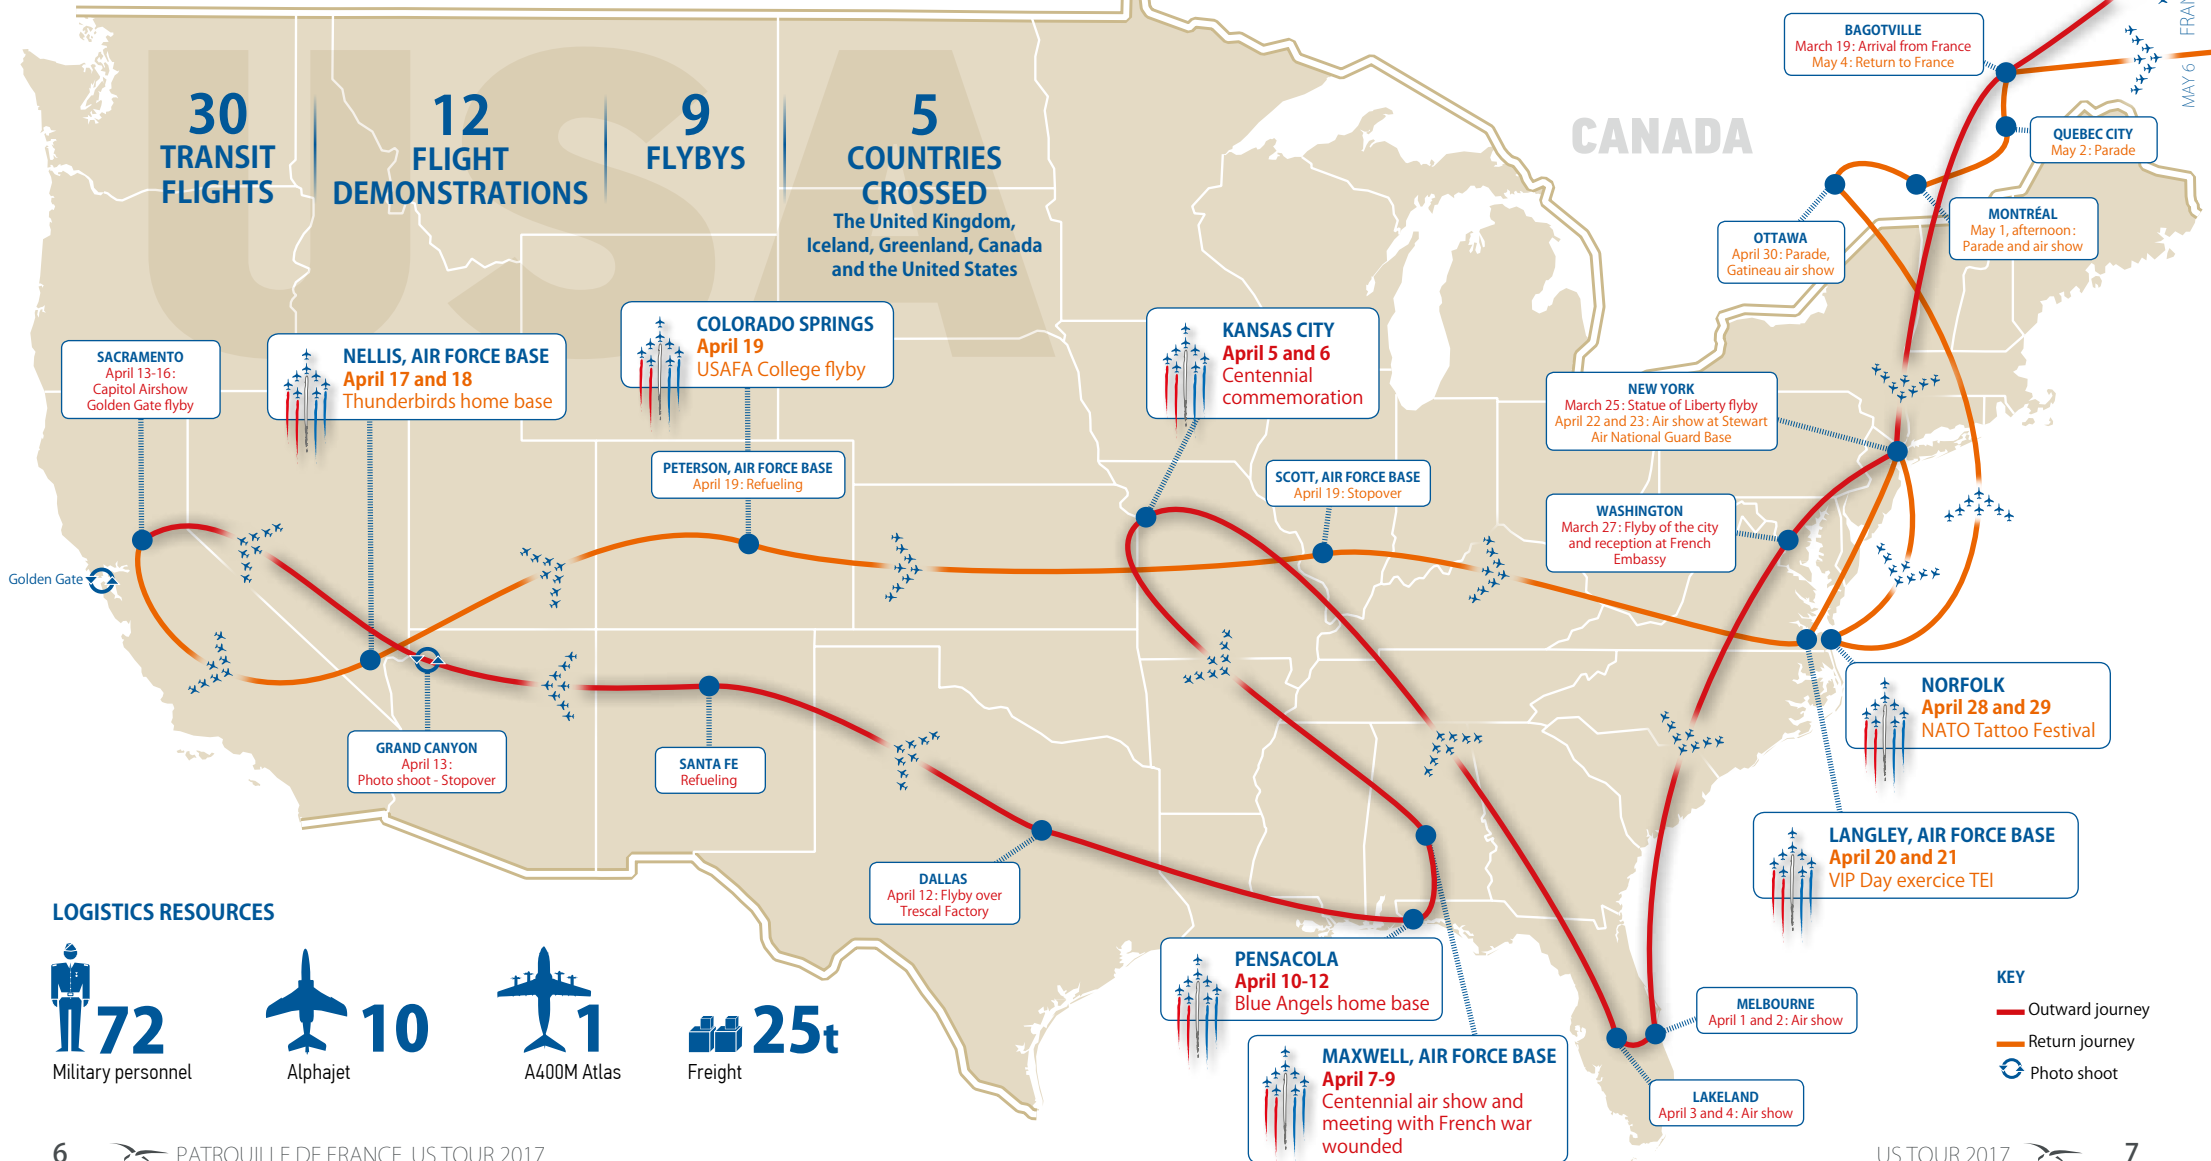 USA
30
TRANSIT
FLIGHTS
12
FLIGHT
DEMONSTRATIONS
9
FLYBYS
5
COUNTRIES
CROSSED
The United Kingdom,
Iceland, Greenland, Canada
and the United States
CANADA
BAGOTVILLE
March 19: Arrival from France
May 4: Return to France
MAY 6
QUEBEC CITY
May 2: Parade
MONTRÉAL
May 1, afternoon:
Parade and air show
OTTAWA
April 30: Parade,
Gatineau air show
SACRAMENTO
April 13-16:
Capitol Airshow
Golden Gate flyby
NELLIS, AIR FORCE BASE
April 17 and 18
Thunderbirds home base
COLORADO SPRINGS
April 19
USAFA College flyby
PETERSON, AIR FORCE BASE
April 19: Refueling
KANSAS CITY
April 5 and 6
Centennial
commemoration
SCOTT, AIR FORCE BASE
April 19: Stopover
NEW YORK
March 25: Statue of Liberty flyby
April 22 and 23: Air show at Stewart
Air National Guard Base
WASHINGTON
March 27: Flyby of the city
and reception at French
Embassy
Golden Gate
GRAND CANYON
April 13:
Photo shoot - Stopover
SANTA FE
Refueling
DALLAS
April 12: Flyby over
Trescal Factory
NORFOLK
April 28 and 29
NATO Tattoo Festival
LANGLEY, AIR FORCE BASE
April 20 and 21
VIP Day exercice TEI
PENSACOLA
April 10-12
Blue Angels home base
MAXWELL, AIR FORCE BASE
April 7-9
Centennial air show and
meeting with French war
wounded
MELBOURNE
April 1 and 2: Air show
LAKELAND
April 3 and 4: Air show
LOGISTICS RESOURCES
72
Military personnel
10
Alphajet
1
A400M Atlas
25t
Freight
KEY
Outward journey
Return journey
Photo shoot
6
PATROUILLE DE FRANCE US TOUR 2017
US TOUR 2017
7